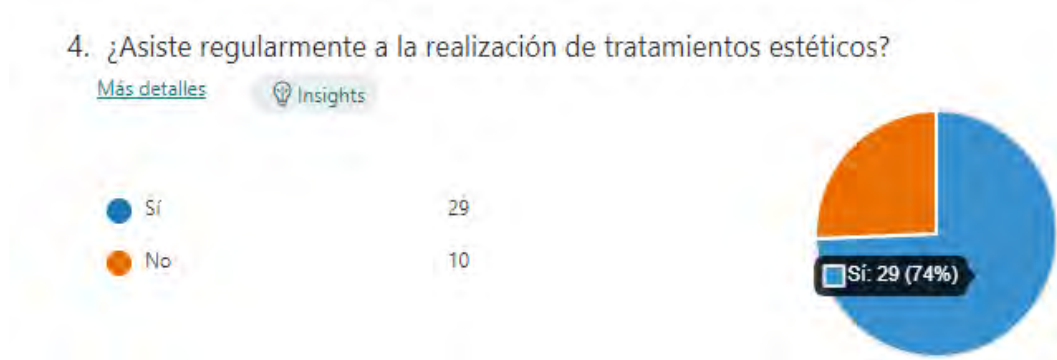 4. ¿Asiste regularmente a la realización de tratamientos estéticos?
Más detalles
Insights
Sí 29
No 10
Sí: 29 (74%)